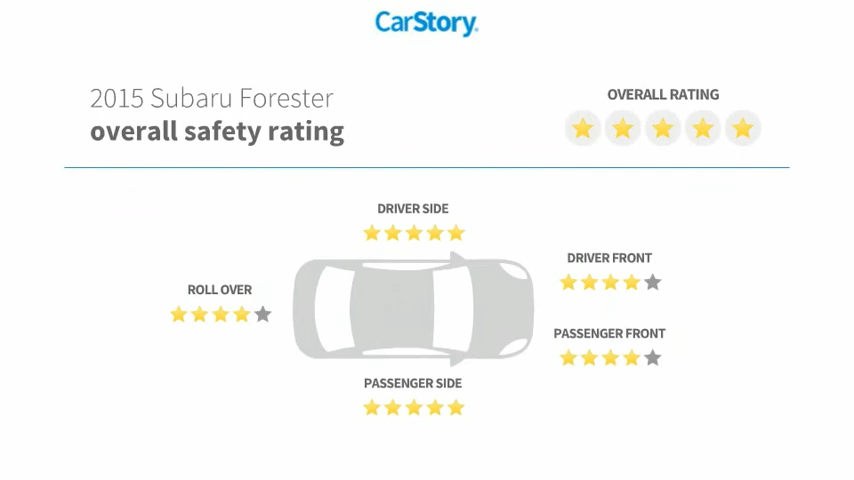 CarStory.
2015 Subaru Forester
overall safety rating
OVERALL RATING
DRIVER SIDE
DRIVER FRONT
ROLL OVER
PASSENGER FRONT
PASSENGER SIDE